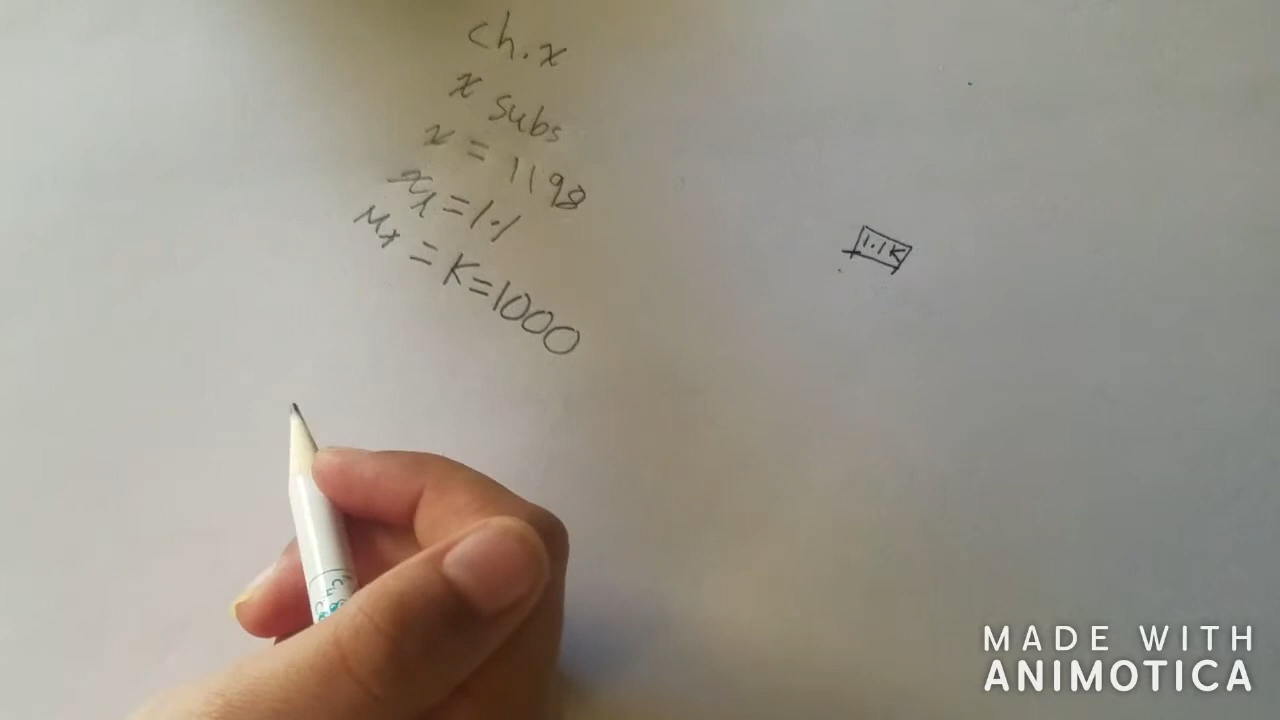 ch. x
x subs
x = 1198
x₁ = 1.1
Mx = K = 1000
1.1K
MADE WITH
ANIMOTICA